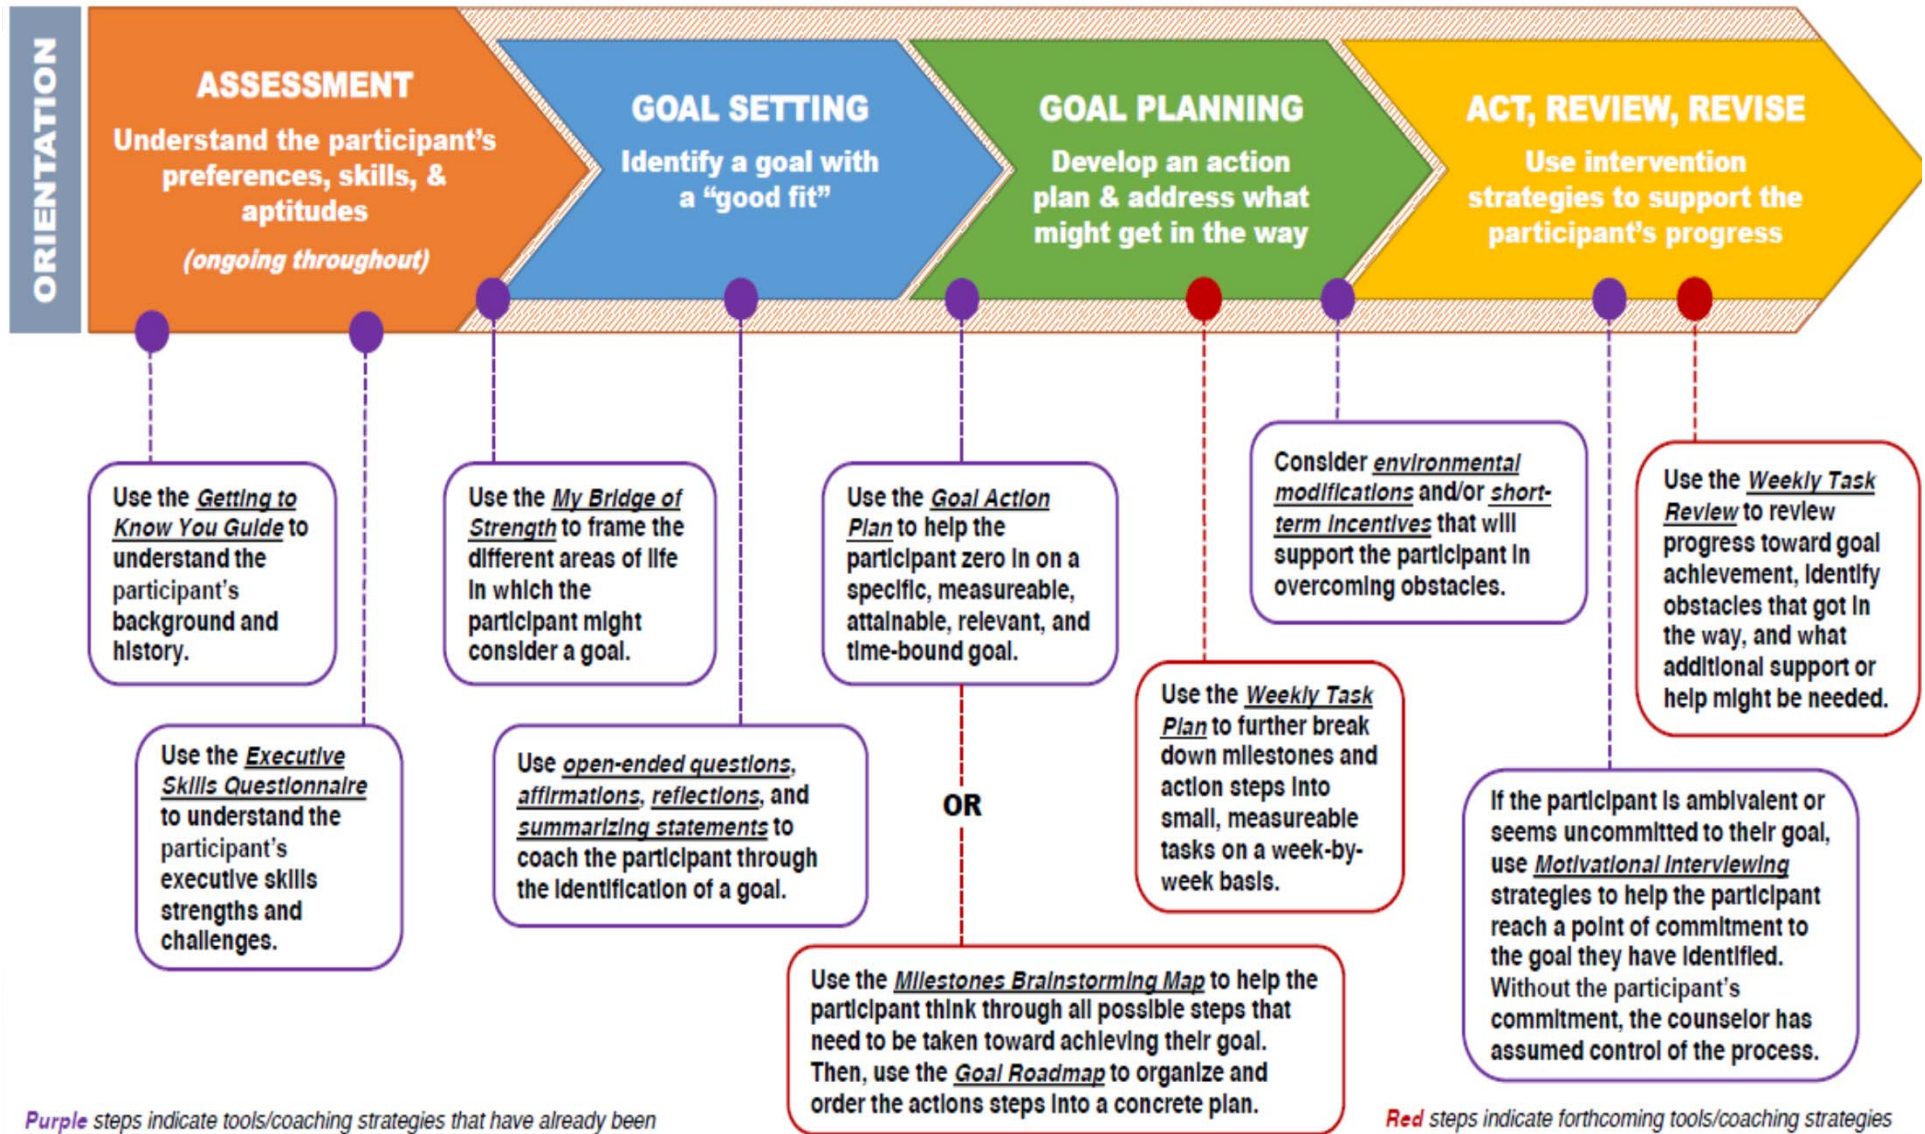 ORIENTATION
ASSESSMENT
Understand the participant's
preferences, skills, &
aptitudes
(ongoing throughout)
GOAL SETTING
Identify a goal with
a “good fit”
GOAL PLANNING
Develop an action
plan & address what
might get in the way
ACT, REVIEW, REVISE
Use intervention
strategies to support the
participant's progress
Use the Getting to
Know You Guide to
understand the
participant's
background and
history.
Use the Executive
Skills Questionnaire
to understand the
participant's
executive skills
strengths and
challenges.
Use the My Bridge of
Strength to frame the
different areas of life
in which the
participant might
consider a goal.
Use open-ended questions,
affirmations, reflections, and
summarizing statements to
coach the participant through
the identification of a goal.
Use the Goal Action
Plan to help the
participant zero in on a
specific, measureable,
attainable, relevant, and
time-bound goal.
OR
Use the Milestones Brainstorming Map to help the
participant think through all possible steps that
need to be taken toward achieving their goal.
Then, use the Goal Roadmap to organize and
order the actions steps into a concrete plan.
Use the Weekly Task
Plan to further break
down milestones and
action steps into
small, measureable
tasks on a week-by-
week basis.
Consider environmental
modifications and/or short-
term incentives that will
support the participant in
overcoming obstacles.
If the participant is ambivalent or
seems uncommitted to their goal,
use Motivational Interviewing
strategies to help the participant
reach a point of commitment to
the goal they have identified.
Without the participant's
commitment, the counselor has
assumed control of the process.
Use the Weekly Task
Review to review
progress toward goal
achievement, identify
obstacles that got in
the way, and what
additional support or
help might be needed.
Purple steps indicate tools/coaching strategies that have already been
Red steps indicate forthcoming tools/coaching strategies